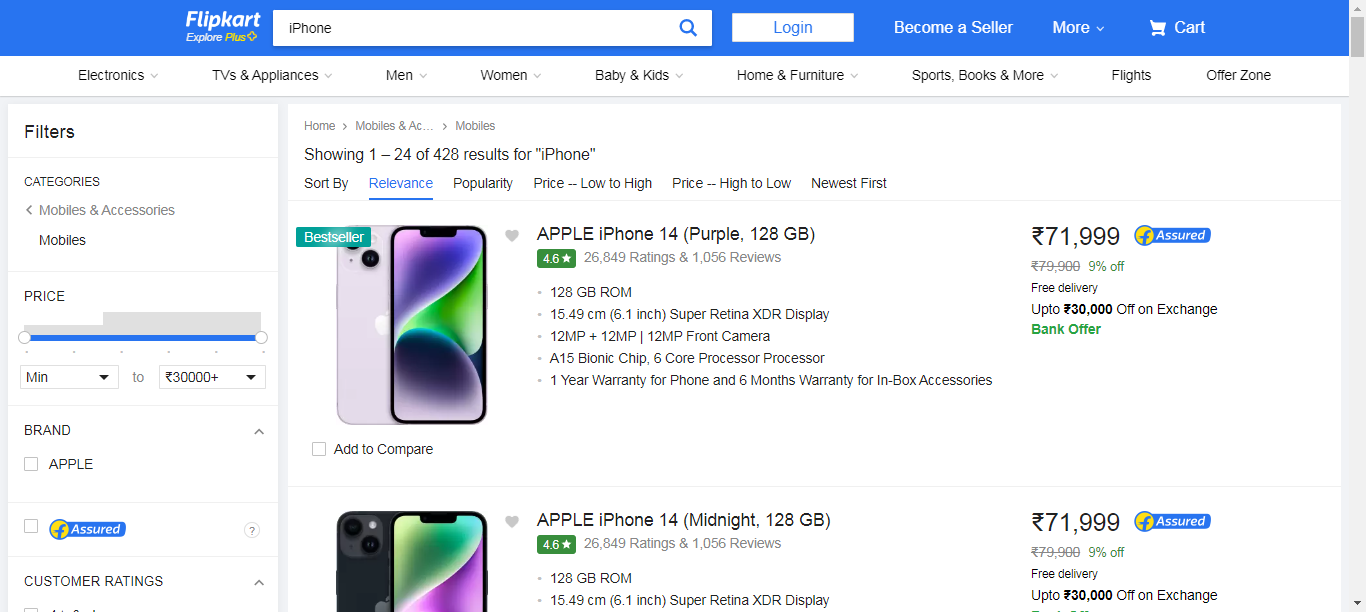 Flipkart
Explore Plus
iPhone
Login
Become a Seller
More
Cart
Electronics
TVs & Appliances
Men
Women
Baby & Kids
Home & Furniture
Sports, Books & More
Flights
Offer Zone
Filters
CATEGORIES
Mobiles & Accessories
Mobiles
PRICE
Min
to
₹30000+
BRAND
APPLE
Assured
?
CUSTOMER RATINGS
Home
Mobiles & Ac...
Mobiles
Showing 1 – 24 of 428 results for "iPhone"
Sort By
Relevance
Popularity
Price -- Low to High
Price -- High to Low
Newest First
Bestseller
Add to Compare
APPLE iPhone 14 (Purple, 128 GB)
4.6
26,849 Ratings & 1,056 Reviews
128 GB ROM
15.49 cm (6.1 inch) Super Retina XDR Display
12MP + 12MP | 12MP Front Camera
A15 Bionic Chip, 6 Core Processor Processor
1 Year Warranty for Phone and 6 Months Warranty for In-Box Accessories
₹71,999
Assured
₹79,900 9% off
Free delivery
Upto ₹30,000 Off on Exchange
Bank Offer
APPLE iPhone 14 (Midnight, 128 GB)
4.6
26,849 Ratings & 1,056 Reviews
128 GB ROM
15.49 cm (6.1 inch) Super Retina XDR Display
₹71,999
Assured
₹79,900 9% off
Free delivery
Upto ₹30,000 Off on Exchange